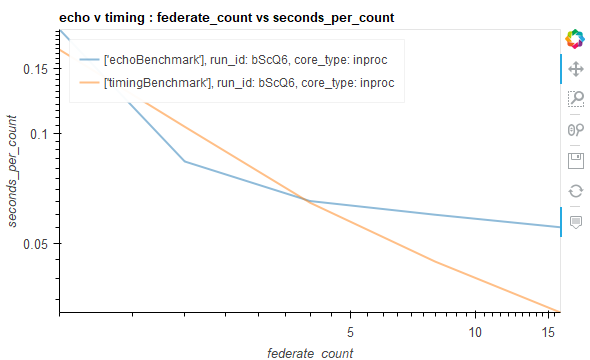 echo v timing : federate_count vs seconds_per_count
['echoBenchmark'], run_id: bScQ6, core_type: inproc
['timingBenchmark'], run_id: bScQ6, core_type: inproc
seconds_per_count
0.15
0.1
0.05
5
10
15
federate_count